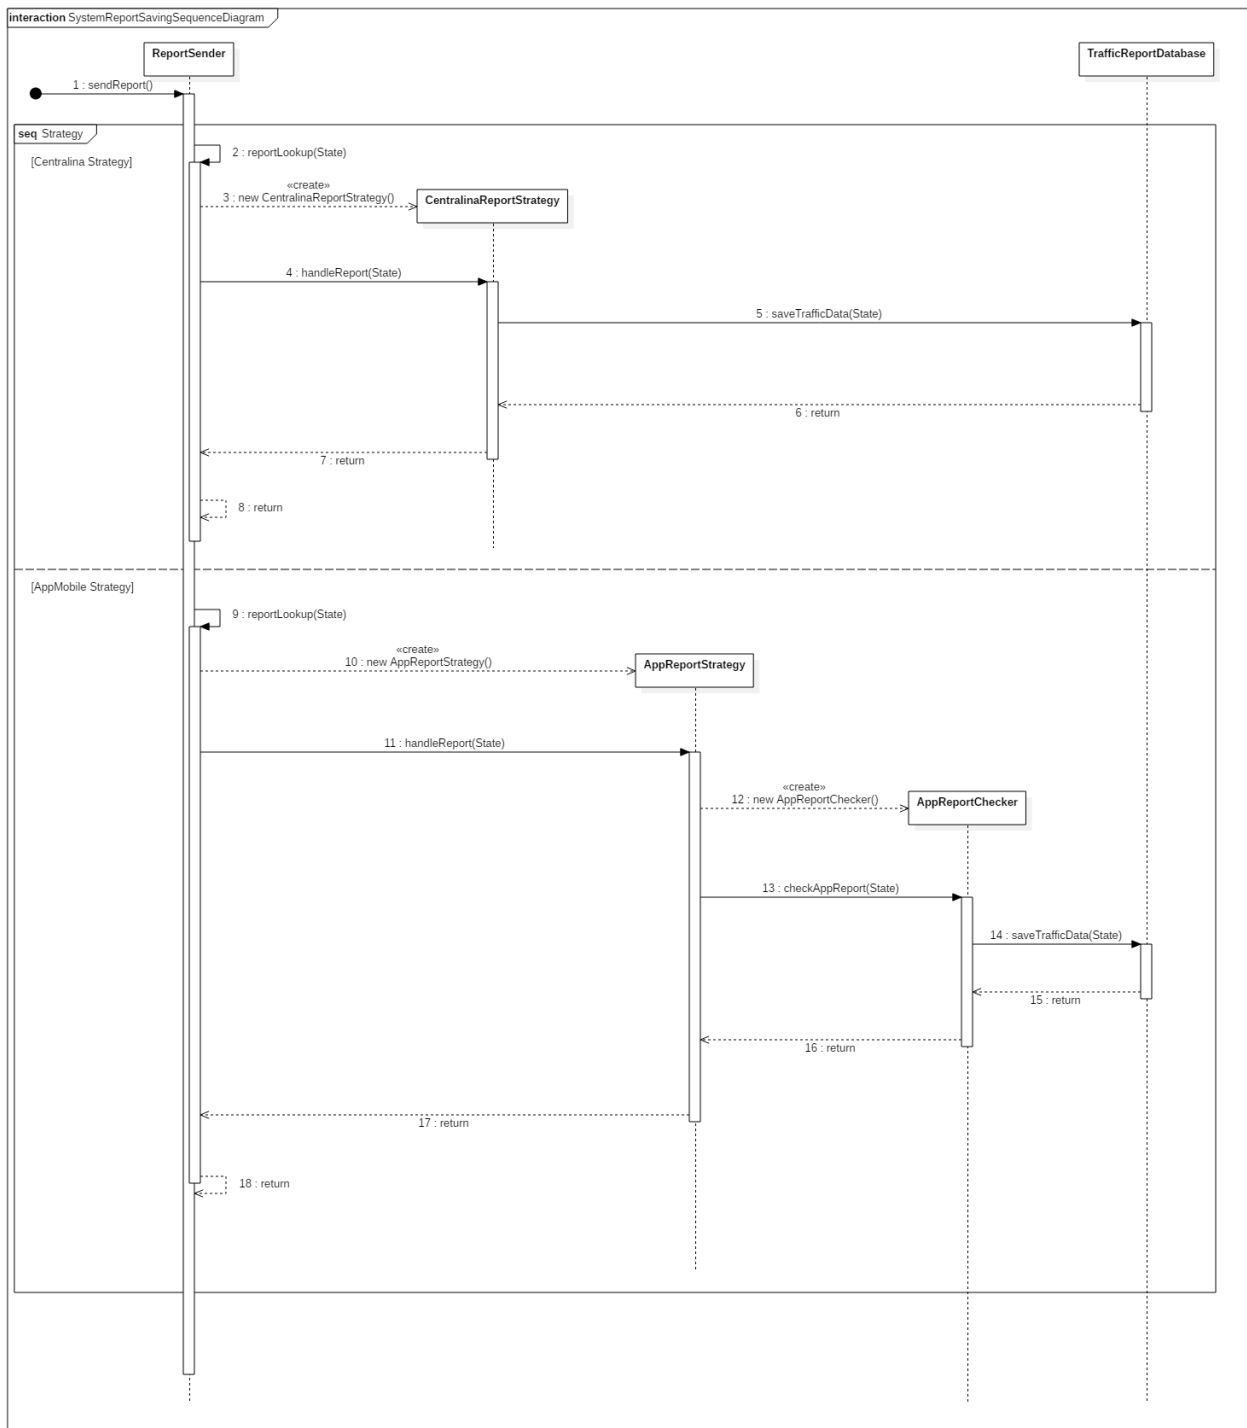 interaction SystemReportSavingSequenceDiagram
ReportSender
TrafficReportDatabase
1 : sendReport()
seq Strategy
[Centralina Strategy]
2 : reportLookup(State)
«create»
3 : new CentralinaReportStrategy()
CentralinaReportStrategy
4 : handleReport(State)
5 : saveTrafficData(State)
6 : return
7 : return
8 : return
[AppMobile Strategy]
9 : reportLookup(State)
«create»
10 : new AppReportStrategy()
AppReportStrategy
11 : handleReport(State)
«create»
12 : new AppReportChecker()
AppReportChecker
13 : checkAppReport(State)
14 : saveTrafficData(State)
15 : return
16 : return
17 : return
18 : return